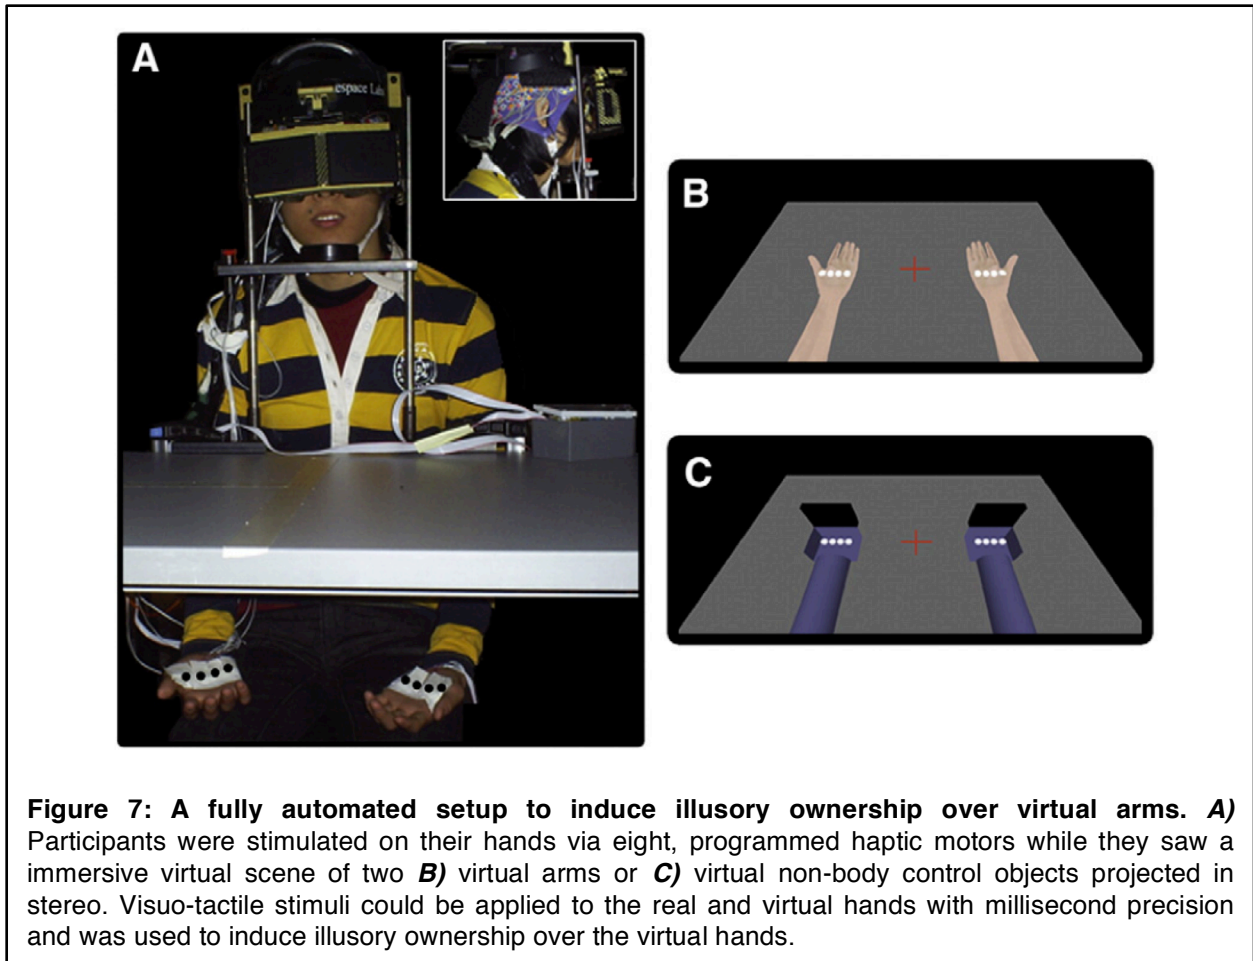 A
espace Labs
B
C
Figure 7: A fully automated setup to induce illusory ownership over virtual arms. A)
Participants were stimulated on their hands via eight, programmed haptic motors while they saw a
immersive virtual scene of two B) virtual arms or C) virtual non-body control objects projected in
stereo. Visuo-tactile stimuli could be applied to the real and virtual hands with millisecond precision
and was used to induce illusory ownership over the virtual hands.